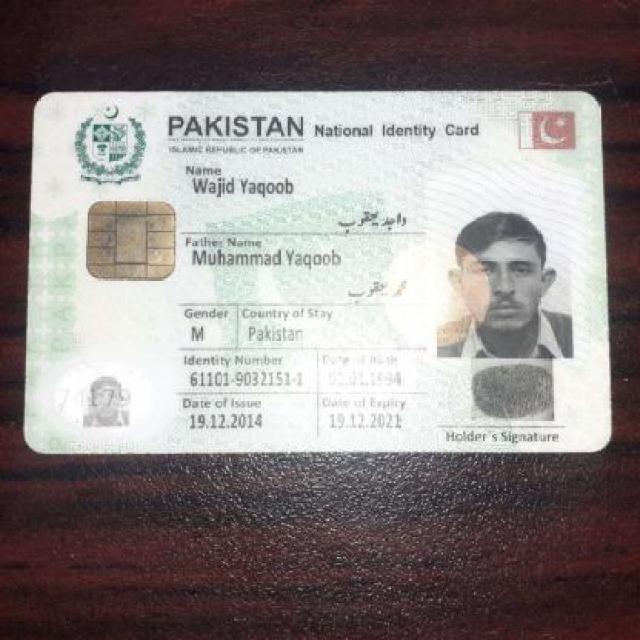 PAKISTAN National Identity Card
ISLAMIC REPUBLIC OF PAKISTAN
Name
Wajid Yaqoob
واجد یعقوب
Father Name
Muhammad Yaqoob
محمد یعقوب
Gender Country of Stay
M Pakistan
Identity Number Date of Birth
61101-9032151-1 01.01.1994
Date of Issue Date of Expiry
19.12.2014 19.12.2021
Holder's Signature